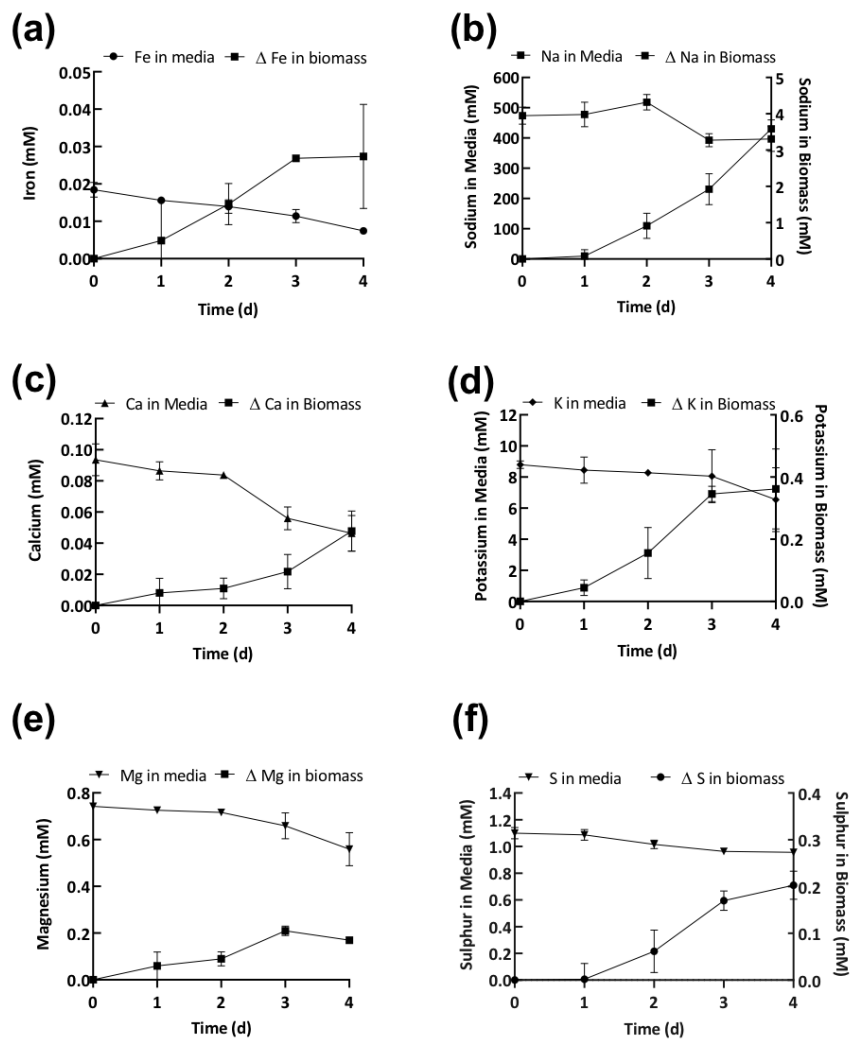 (a)
Fe in media Δ Fe in biomass
0.05
0.04
0.03
0.02
0.01
0.00
Iron (mM)
0 1 2 3 4
Time (d)
(b)
Na in Media Δ Na in Biomass
600
500
400
300
200
100
0
Sodium in Media (mM)
5
4
3
2
1
0
Sodium in Biomass (mM)
0 1 2 3 4
Time (d)
(c)
Ca in Media Δ Ca in Biomass
0.12
0.10
0.08
0.06
0.04
0.02
0.00
Calcium (mM)
0 1 2 3 4
Time (d)
(d)
K in media Δ K in Biomass
12
10
8
6
4
2
0
Potassium in Media (mM)
0.6
0.4
0.2
0.0
Potassium in Biomass (mM)
0 1 2 3 4
Time (d)
(e)
Mg in media Δ Mg in biomass
0.8
0.6
0.4
0.2
0.0
Magnesium (mM)
0 1 2 3 4
Time (d)
(f)
S in media Δ S in biomass
1.4
1.2
1.0
0.8
0.6
0.4
0.2
0.0
Sulphur in Media (mM)
0.4
0.3
0.2
0.1
0.0
Sulphur in Biomass (mM)
0 1 2 3 4
Time (d)